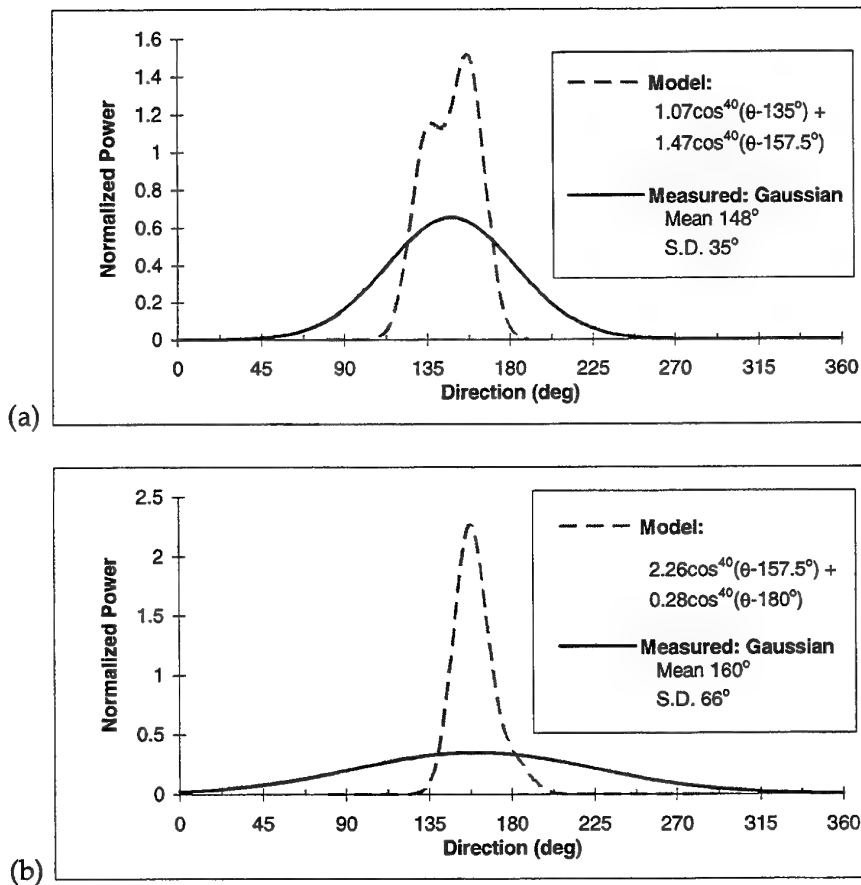 1.6
1.4
1.2
1
0.8
0.6
0.4
0.2
0
Normalized Power
0 45 90 135 180 225 270 315 360
Direction (deg)
Model:
1.07cos⁴⁰(θ-135°) +
1.47cos⁴⁰(θ-157.5°)
Measured: Gaussian
Mean 148°
S.D. 35°
(a)
2.5
2
1.5
1
0.5
0
Normalized Power
0 45 90 135 180 225 270 315 360
Direction (deg)
Model:
2.26cos⁴⁰(θ-157.5°) +
0.28cos⁴⁰(θ-180°)
Measured: Gaussian
Mean 160°
S.D. 66°
(b)